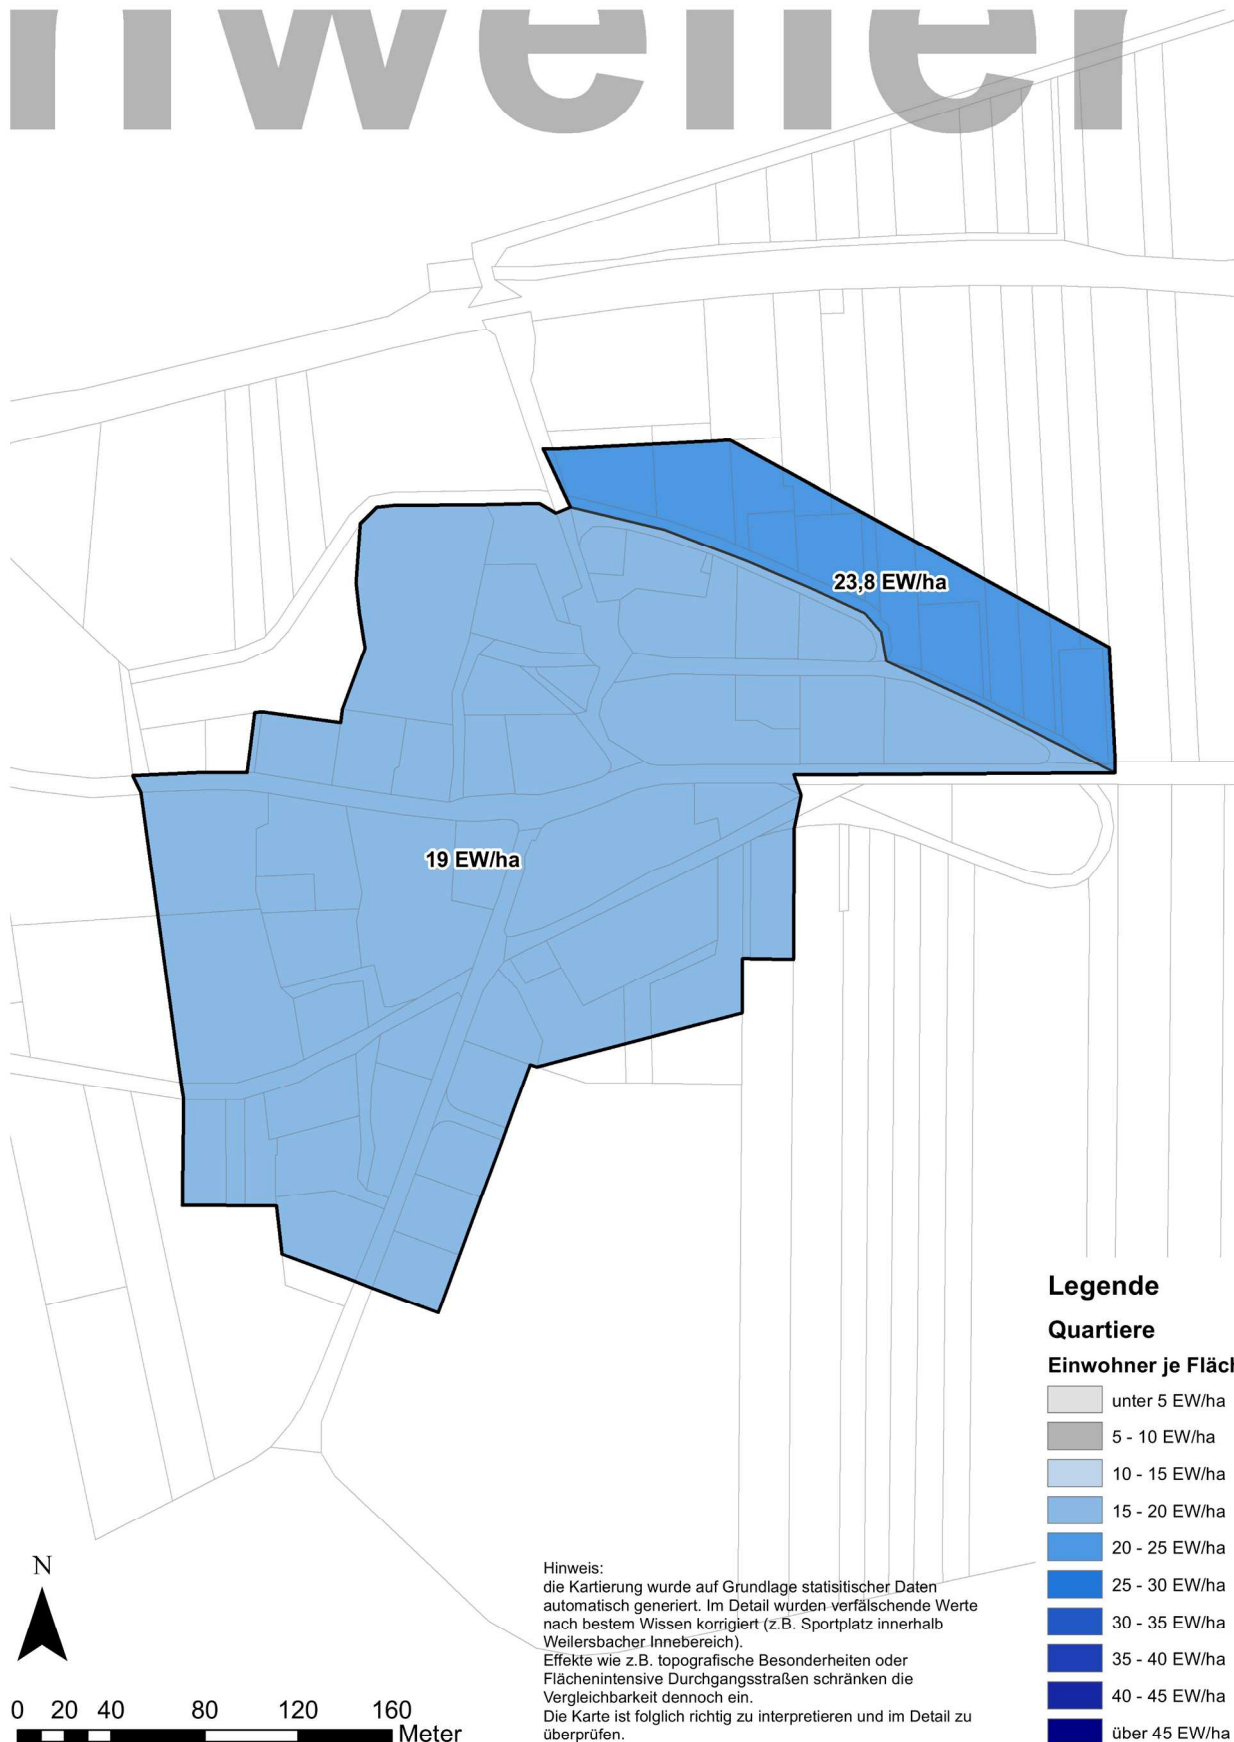 nweiler
23,8 EW/ha
19 EW/ha
Legende
Quartiere
Einwohner je Fläch
unter 5 EW/ha
5 - 10 EW/ha
10 - 15 EW/ha
15 - 20 EW/ha
20 - 25 EW/ha
25 - 30 EW/ha
30 - 35 EW/ha
35 - 40 EW/ha
40 - 45 EW/ha
über 45 EW/ha
N
0 20 40 80 120 160
Meter
Hinweis:
die Kartierung wurde auf Grundlage statisitischer Daten
automatisch generiert. Im Detail wurden verfälschende Werte
nach bestem Wissen korrigiert (z.B. Sportplatz innerhalb
Weilersbacher Innebereich).
Effekte wie z.B. topografische Besonderheiten oder
Flächenintensive Durchgangsstraßen schränken die
Vergleichbarkeit dennoch ein.
Die Karte ist folglich richtig zu interpretieren und im Detail zu
überprüfen.